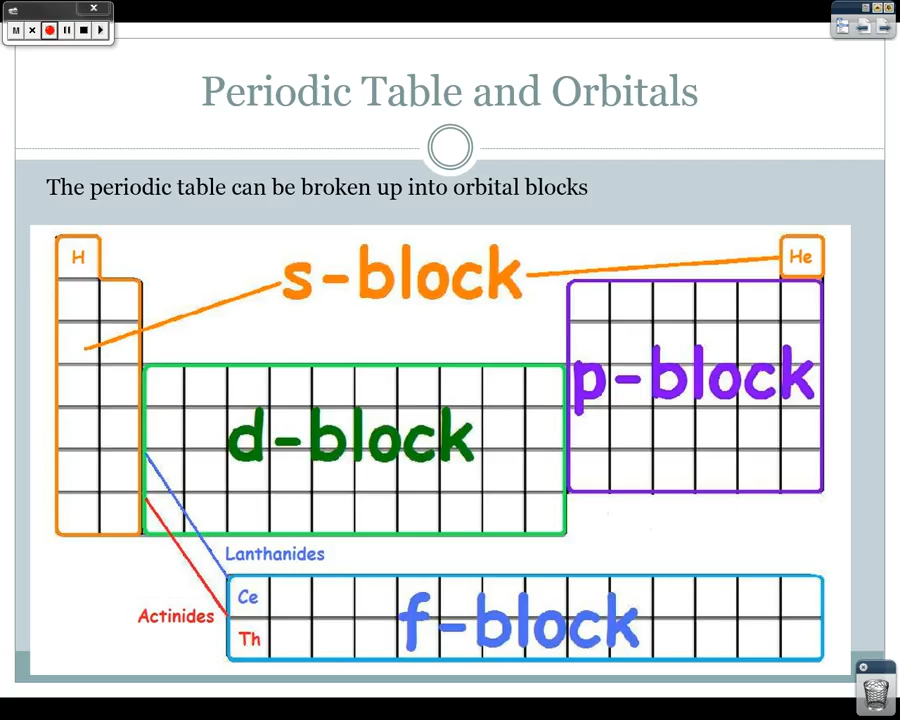 M
Periodic Table and Orbitals
The periodic table can be broken up into orbital blocks
H
s-block
He
p-block
d-block
Lanthanides
Ce
Actinides
f-block
Th